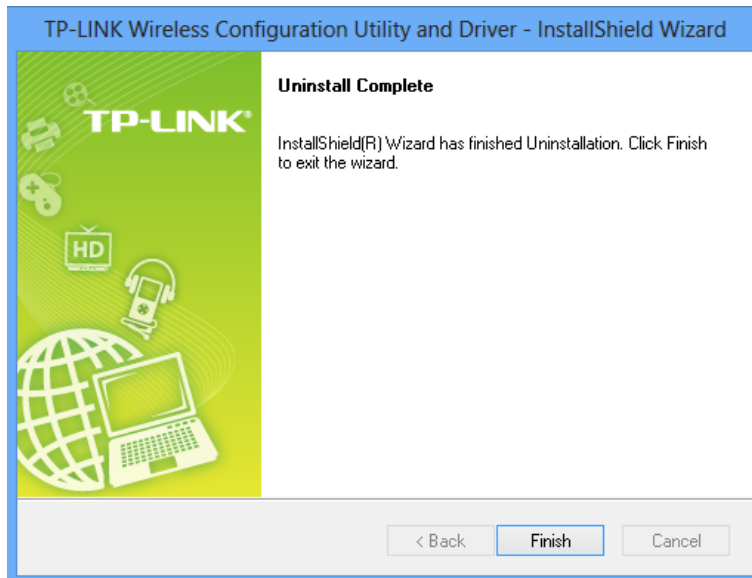 TP-LINK Wireless Configuration Utility and Driver - InstallShield Wizard
Uninstall Complete
TP-LINK®
InstallShield(R) Wizard has finished Uninstallation. Click Finish
to exit the wizard.
HD
< Back Finish Cancel